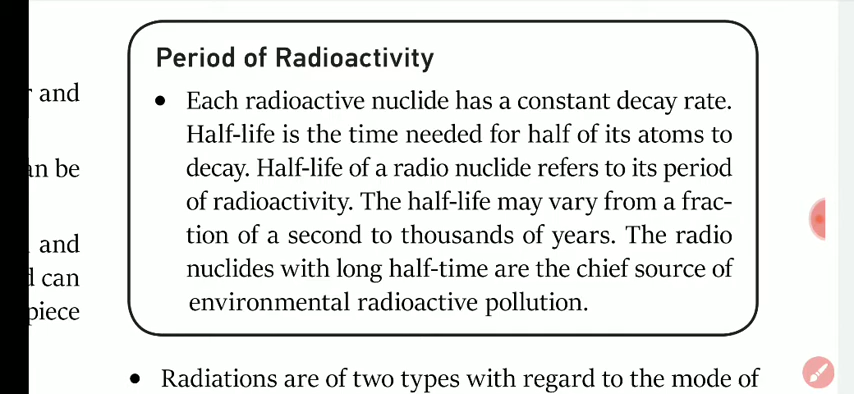 Period of Radioactivity
and
• Each radioactive nuclide has a constant decay rate.
Half-life is the time needed for half of its atoms to
be
decay. Half-life of a radio nuclide refers to its period
of radioactivity. The half-life may vary from a frac-
and
tion of a second to thousands of years. The radio
can
nuclides with long half-time are the chief source of
piece
environmental radioactive pollution.
• Radiations are of two types with regard to the mode of